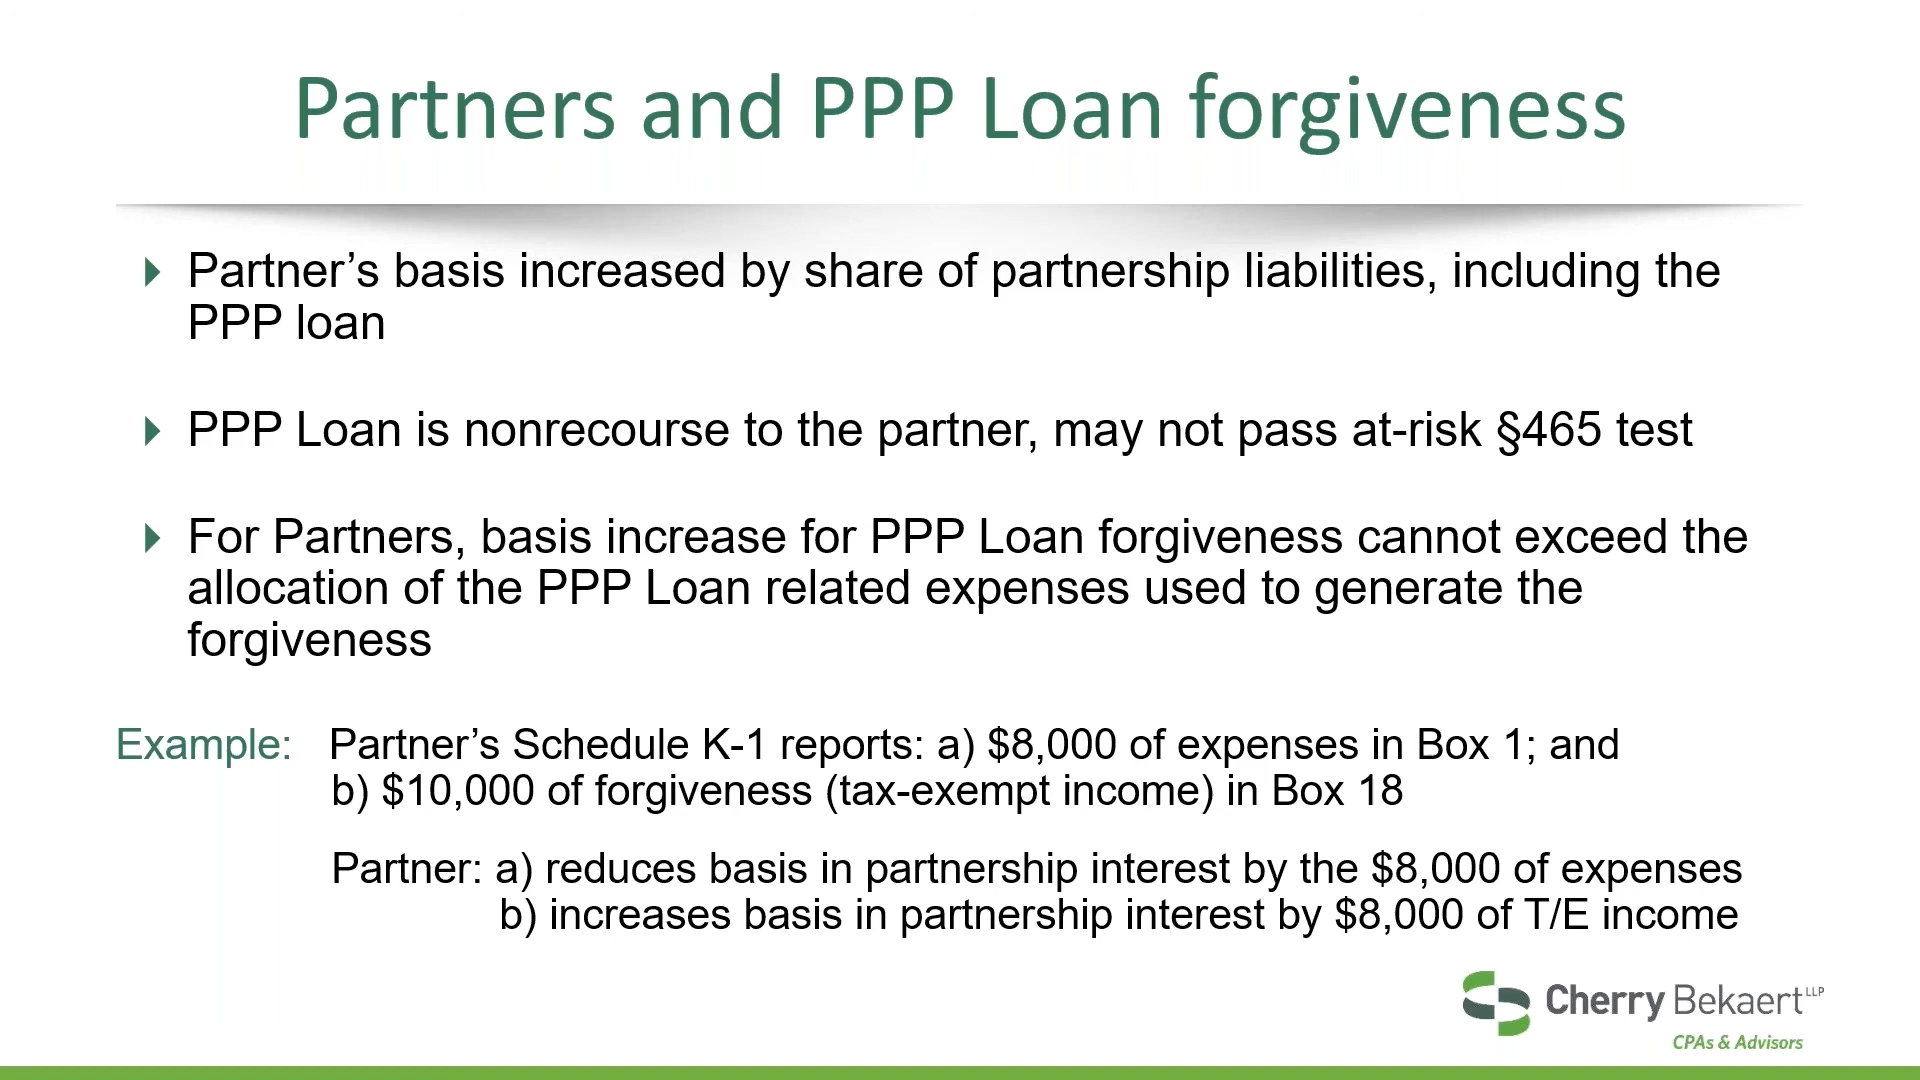 Partners and PPP Loan forgiveness
Partner’s basis increased by share of partnership liabilities, including the
PPP loan
PPP Loan is nonrecourse to the partner, may not pass at-risk §465 test
For Partners, basis increase for PPP Loan forgiveness cannot exceed the
allocation of the PPP Loan related expenses used to generate the
forgiveness
Example: Partner’s Schedule K-1 reports: a) $8,000 of expenses in Box 1; and
b) $10,000 of forgiveness (tax-exempt income) in Box 18
Partner: a) reduces basis in partnership interest by the $8,000 of expenses
b) increases basis in partnership interest by $8,000 of T/E income
Cherry Bekaert LLP
CPAs & Advisors